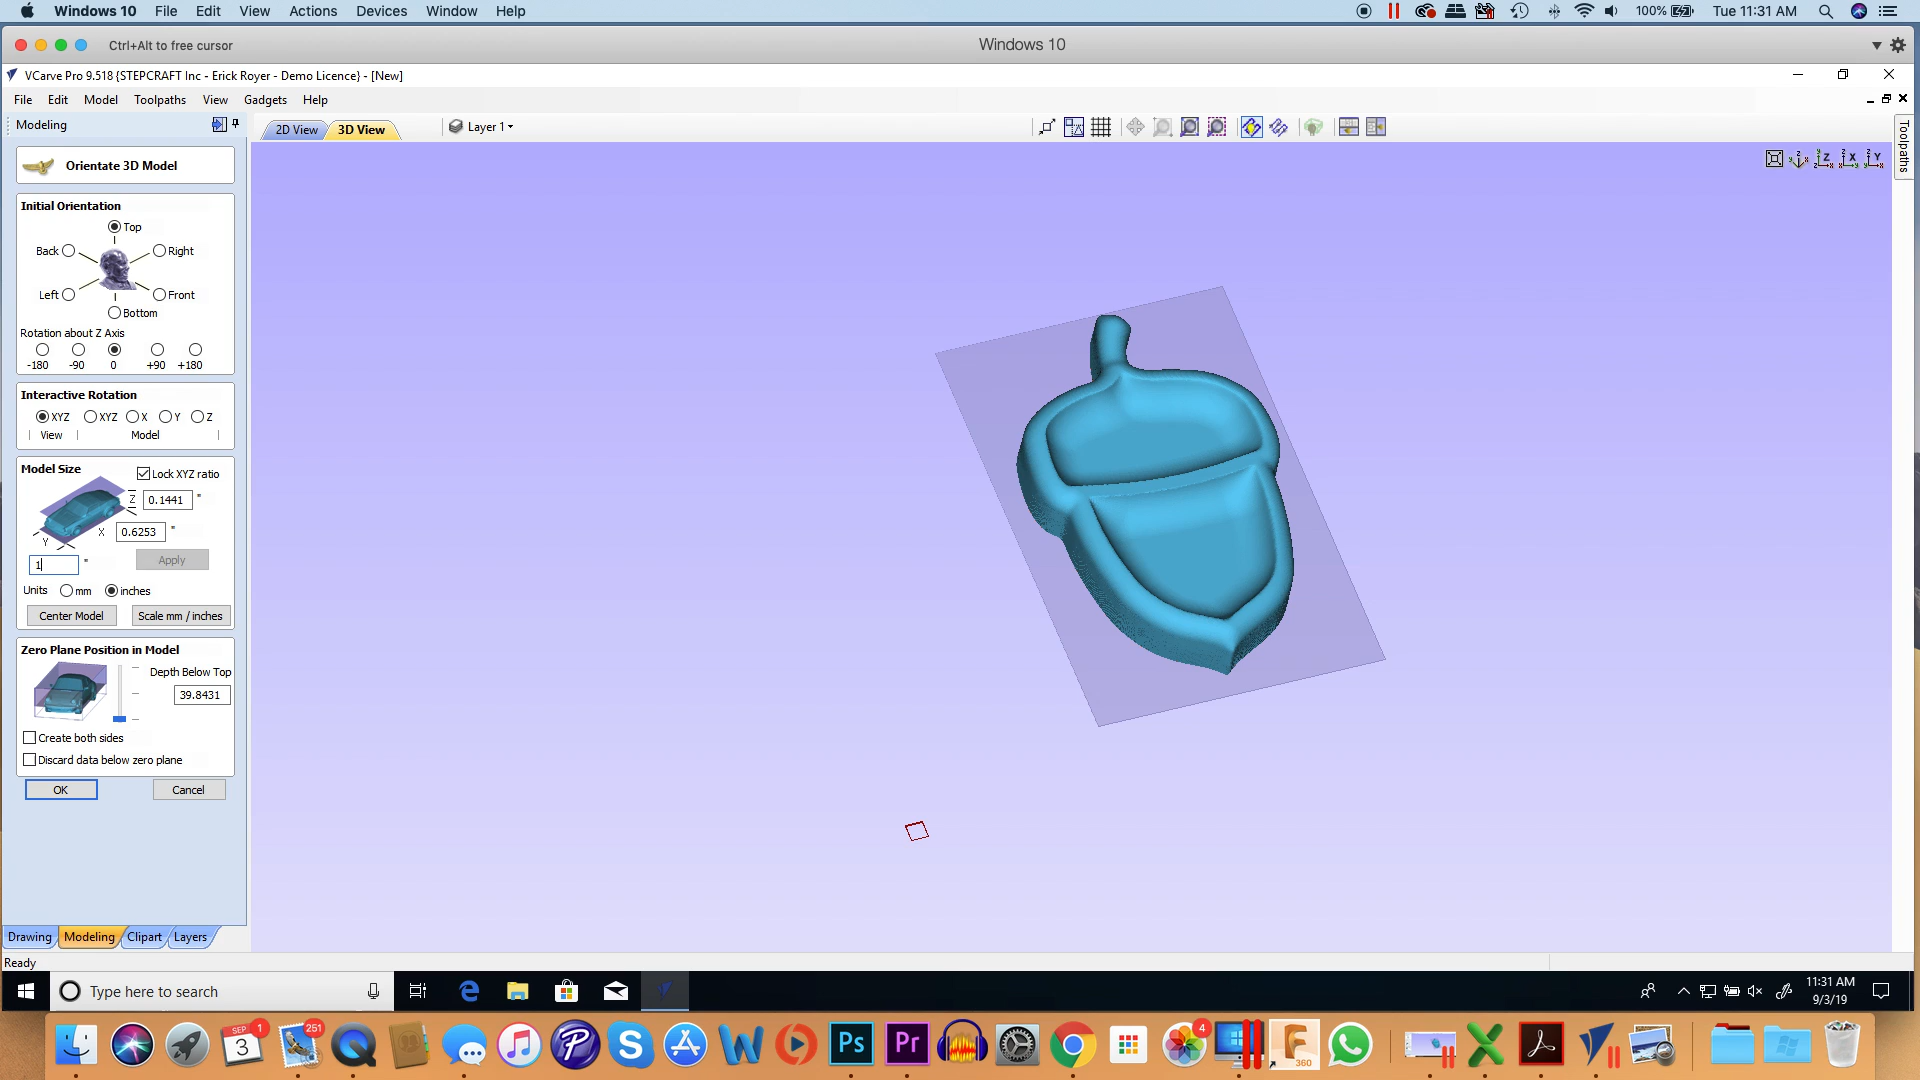 Windows 10 File Edit View Actions Devices Window Help 100% Tue 11:31 AM
Ctrl+Alt to free cursor Windows 10
VCarve Pro 9.518 {STEPCRAFT Inc - Erick Royer - Demo Licence} - [New]
File Edit Model Toolpaths View Gadgets Help
Modeling
2D View 3D View Layer 1
Toolpaths
Orientate 3D Model
Z X Y
Initial Orientation
Top
Back Right
Left Front
Bottom
Rotation about Z Axis
-180 -90 0 +90 +180
Interactive Rotation
XYZ XYZ X Y Z
View Model
Model Size
Lock XYZ ratio
Z 0.1441 "
X 0.6253 "
Y
1 " Apply
Units mm inches
Center Model Scale mm / inches
Zero Plane Position in Model
Depth Below Top
39.8431
Create both sides
Discard data below zero plane
OK Cancel
Drawing Modeling Clipart Layers
Ready
Type here to search
11:31 AM
9/3/19
SEP 1
3
251
Ps Pr
4
360